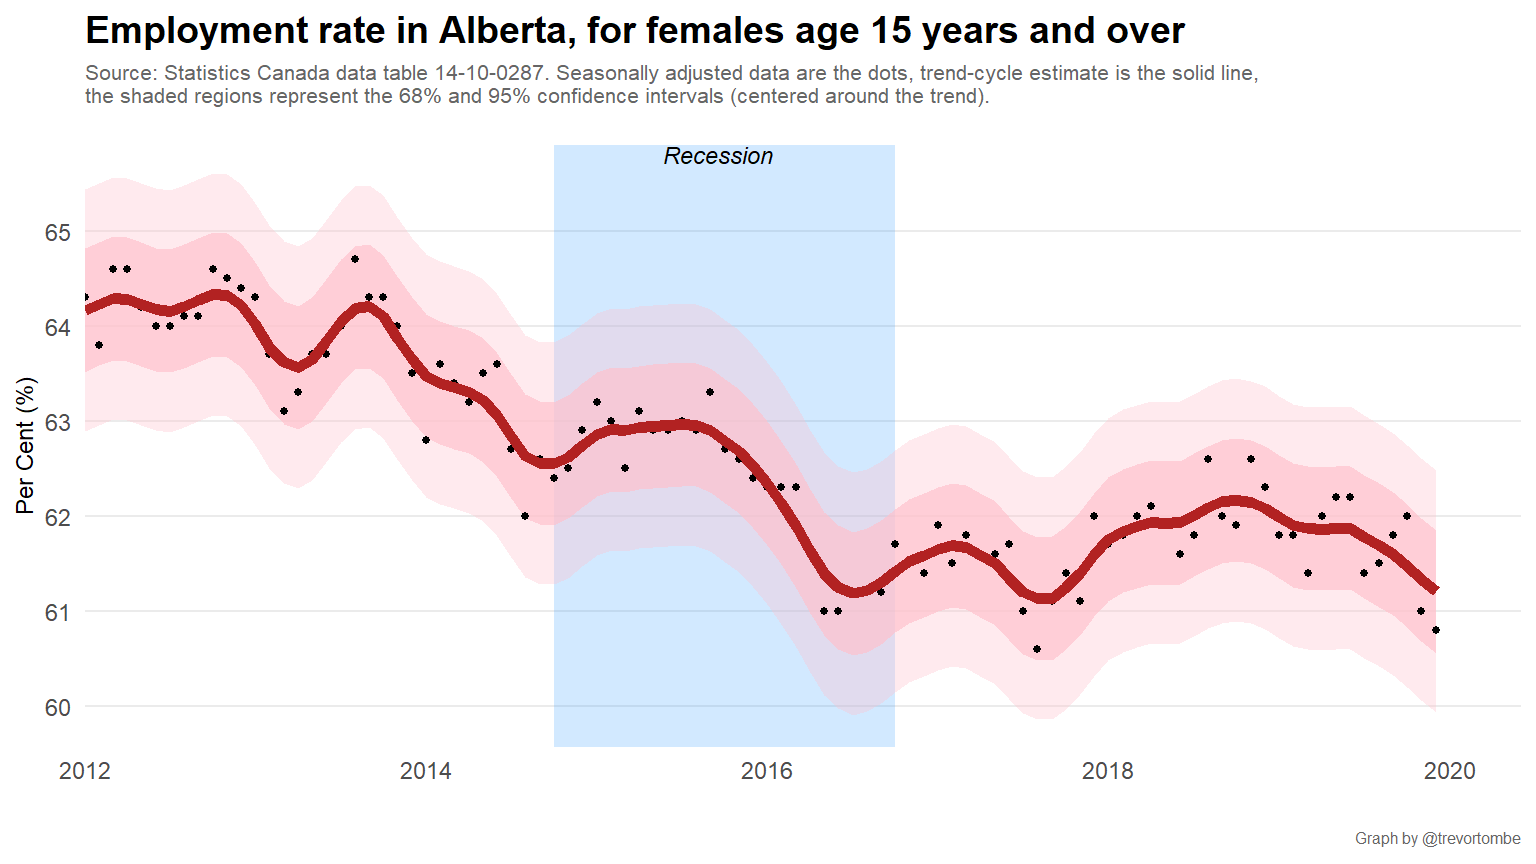 Employment rate in Alberta, for females age 15 years and over
Source: Statistics Canada data table 14-10-0287. Seasonally adjusted data are the dots, trend-cycle estimate is the solid line,
the shaded regions represent the 68% and 95% confidence intervals (centered around the trend).
Recession
65
64
63
62
61
60
Per Cent (%)
2012 2014 2016 2018 2020
Graph by @trevortombe